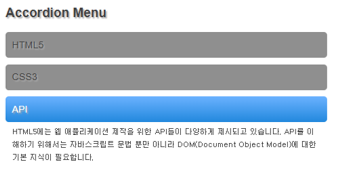 Accordion Menu
HTML5
CSS3
API
HTML5에는 웹 애플리케이션 제작을 위한 API들이 다양하게 제시되고 있습니다. API를 이
해하기 위해서는 자바스크립트 문법 뿐만 아니라 DOM(Document Object Model)에 대한
기본 지식이 필요합니다.